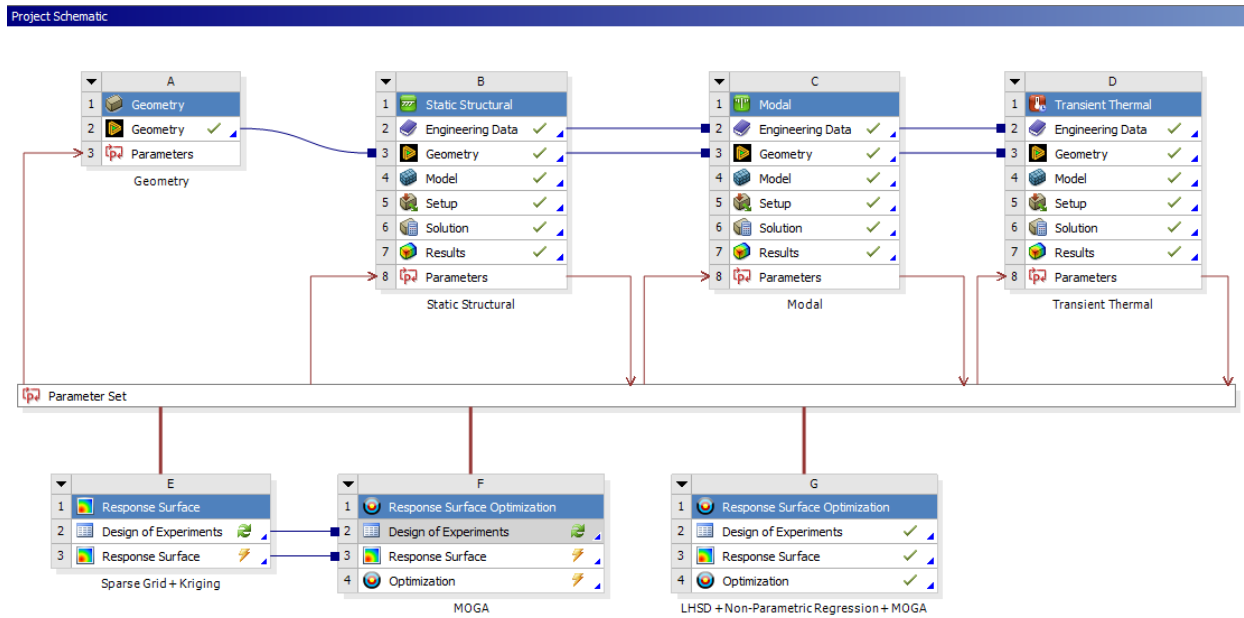 Project Schematic
A
1 Geometry
2 Geometry
3 Parameters
Geometry
B
1 Static Structural
2 Engineering Data
3 Geometry
4 Model
5 Setup
6 Solution
7 Results
8 Parameters
Static Structural
C
1 Modal
2 Engineering Data
3 Geometry
4 Model
5 Setup
6 Solution
7 Results
8 Parameters
Modal
D
1 Transient Thermal
2 Engineering Data
3 Geometry
4 Model
5 Setup
6 Solution
7 Results
8 Parameters
Transient Thermal
Parameter Set
E
1 Response Surface
2 Design of Experiments
3 Response Surface
Sparse Grid + Kriging
F
1 Response Surface Optimization
2 Design of Experiments
3 Response Surface
4 Optimization
MOGA
G
1 Response Surface Optimization
2 Design of Experiments
3 Response Surface
4 Optimization
LHSD + Non-Parametric Regression + MOGA